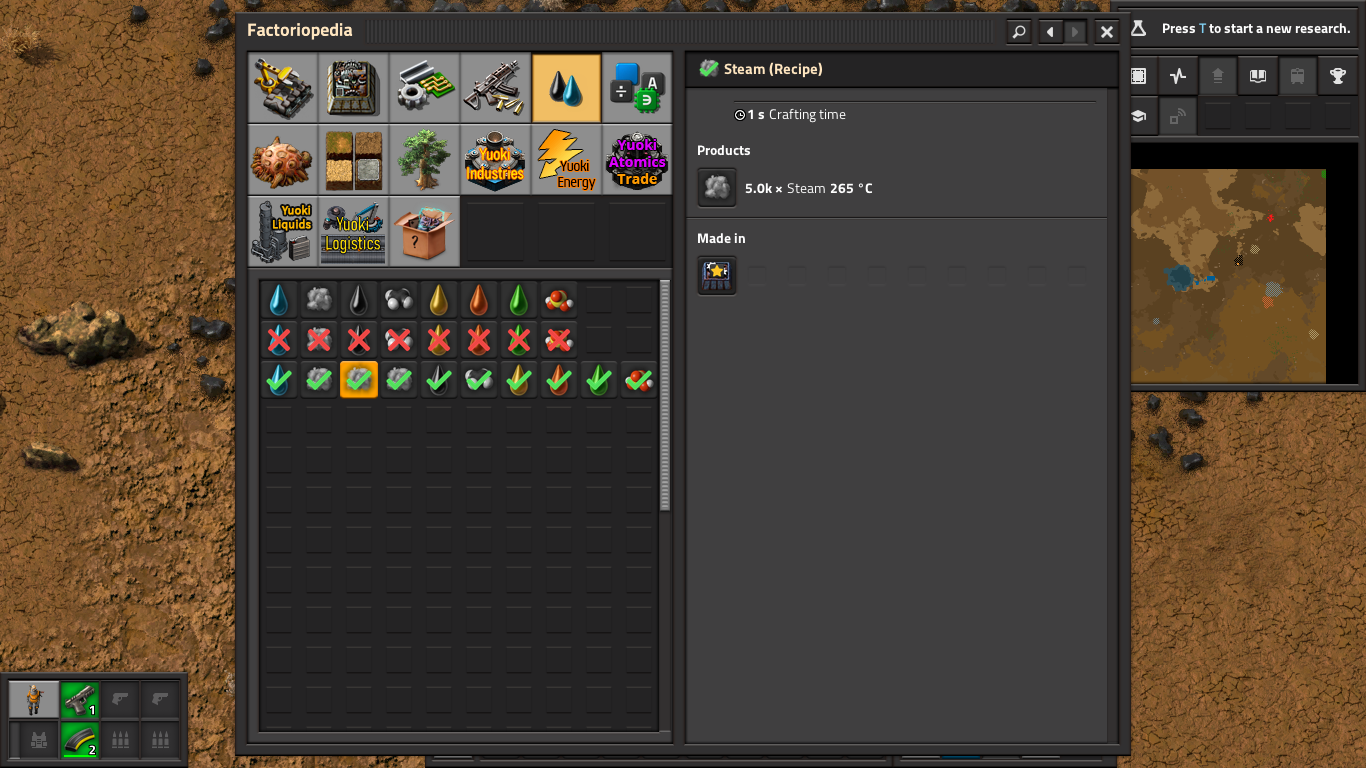 Factoriopedia
Press T to start a new research.
Steam (Recipe)
1 s Crafting time
Products
5.0k × Steam 265 °C
Made in
A
Yuoki
Industries
Yuoki
Energy
Yuoki
Atomics
Trade
Yuoki
Liquids
Yuoki
Logistics
?
1
2